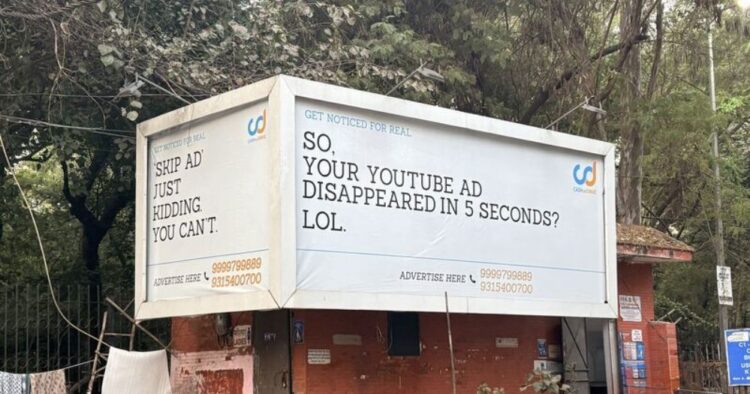 GET NOTICED FOR REAL
'SKIP AD'
JUST
KIDDING.
YOU CAN'T.
ADVERTISE HERE
9999799889
9315400700
GET NOTICED FOR REAL
SO,
YOUR YOUTUBE AD
DISAPPEARED IN 5 SECONDS?
LOL.
ADVERTISE HERE
9999799889
9315400700